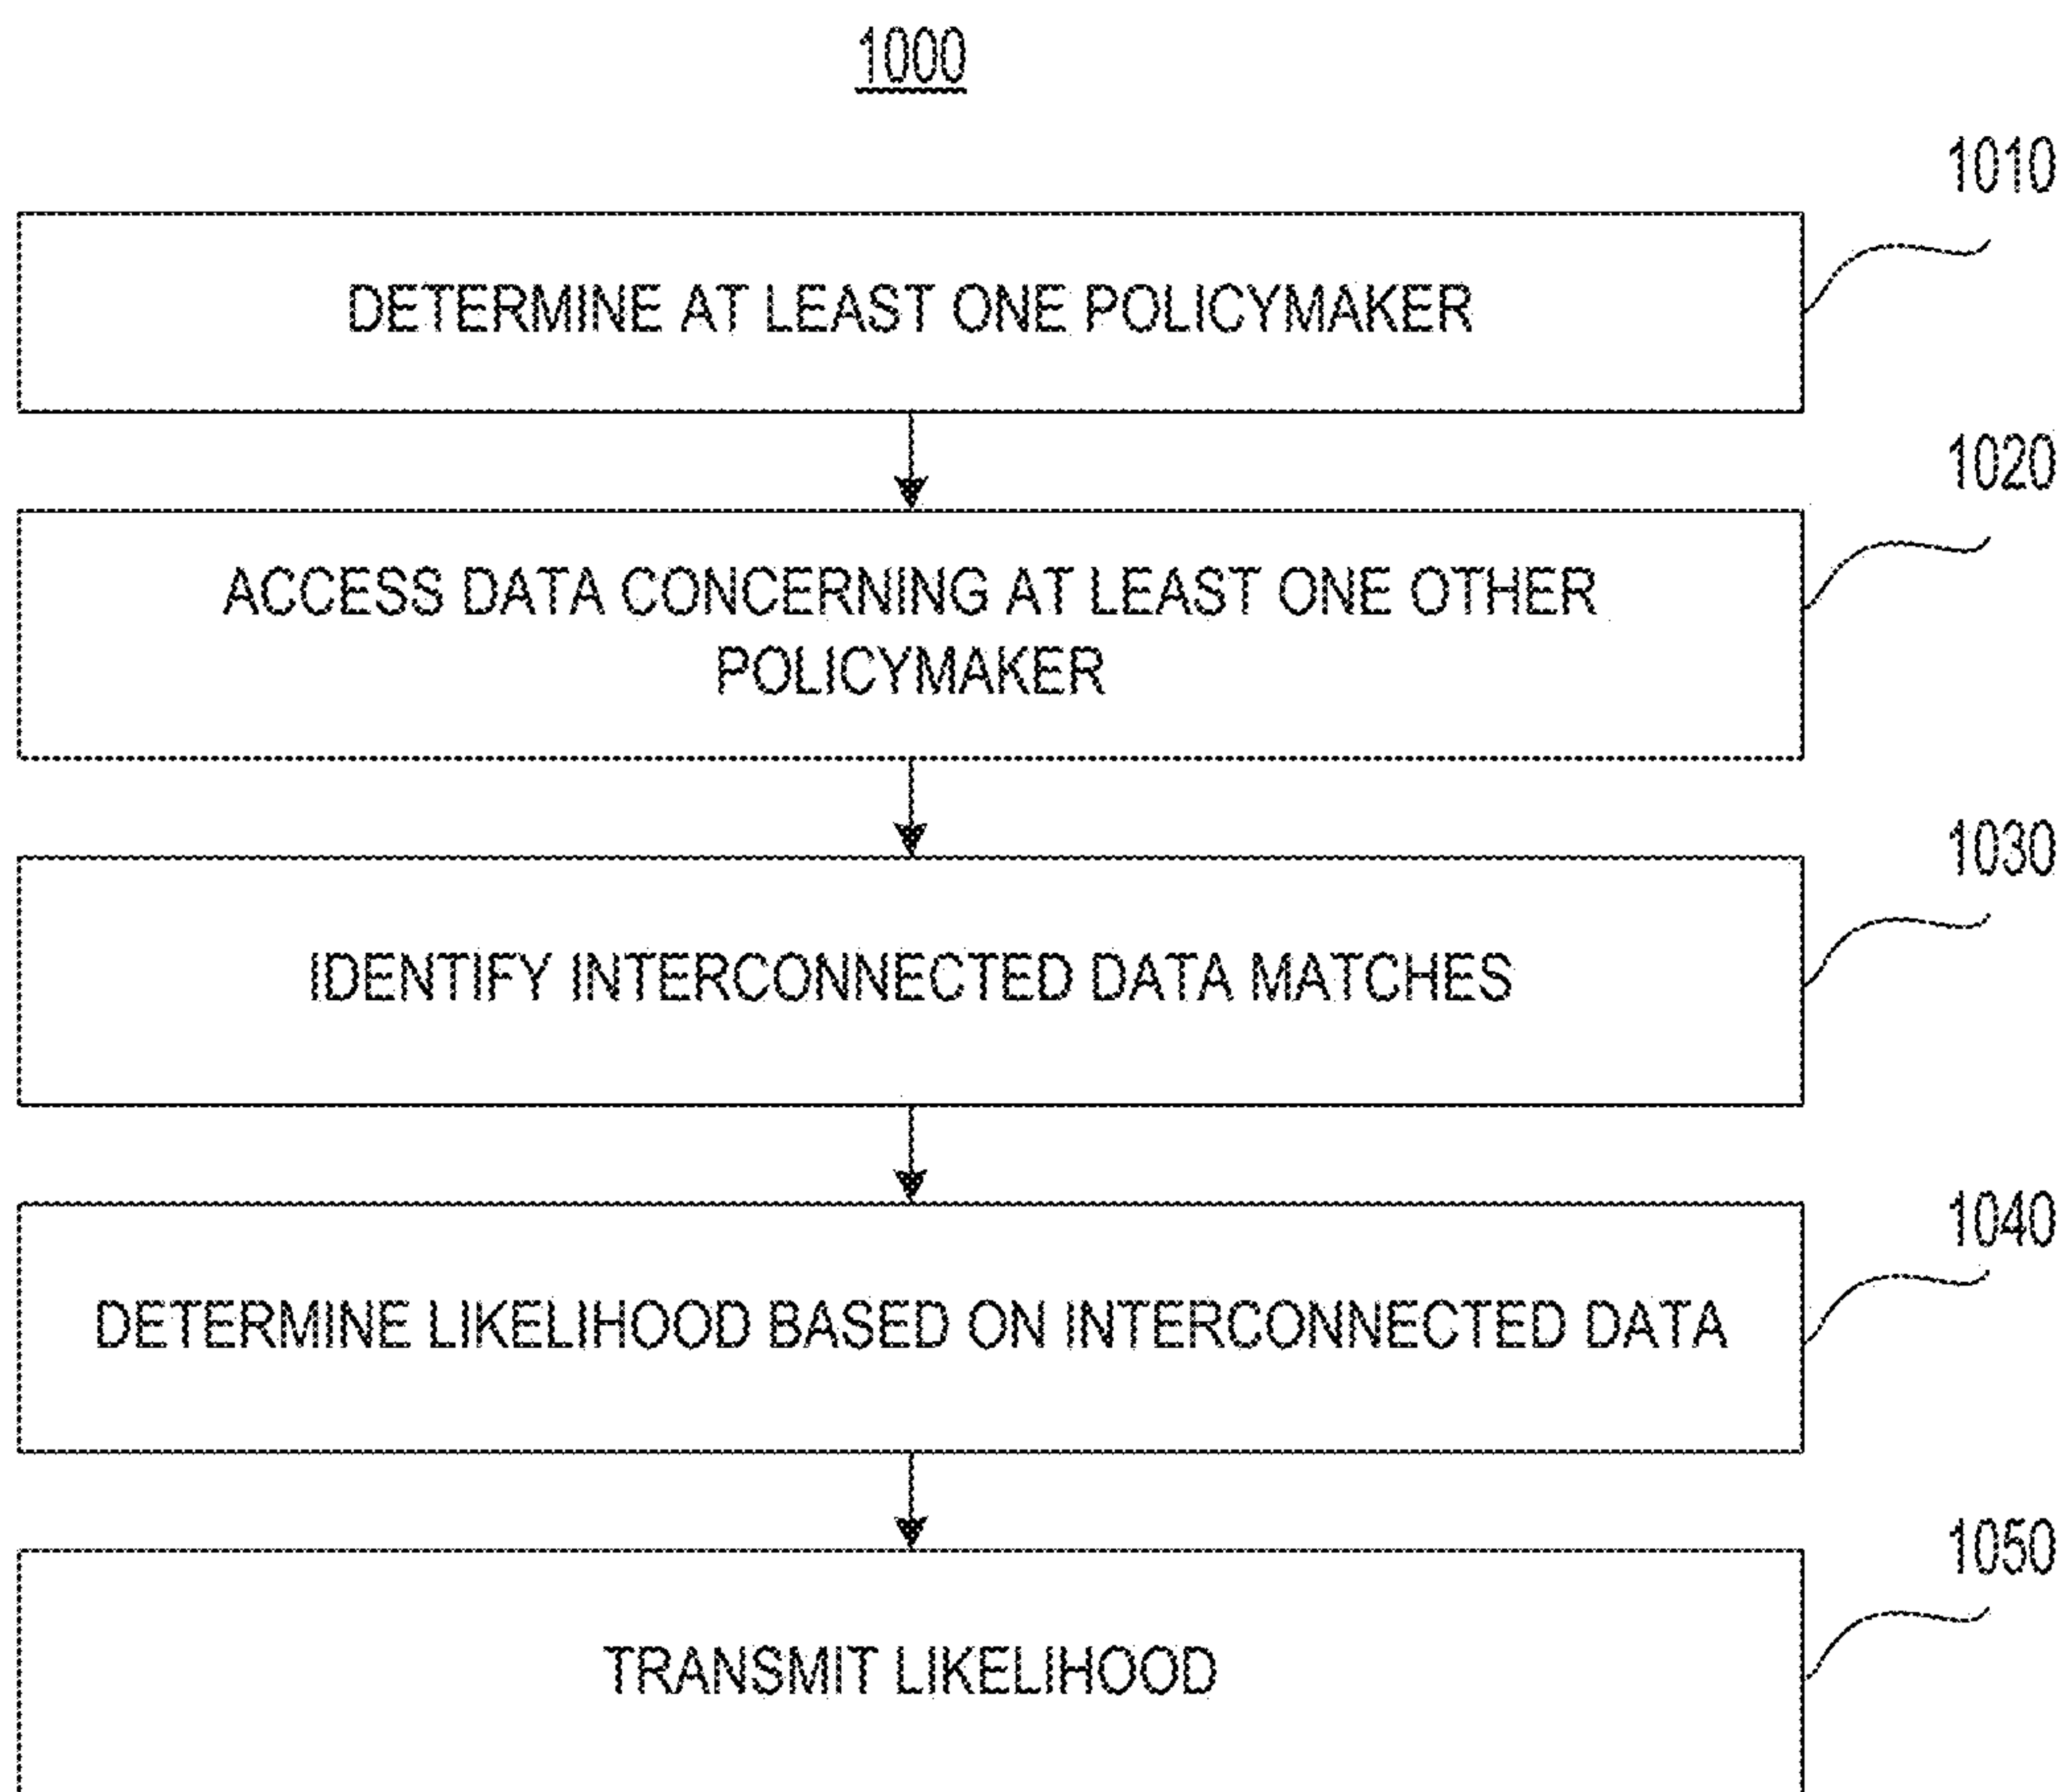 1000
1010
DETERMINE AT LEAST ONE POLICYMAKER
1020
ACCESS DATA CONCERNING AT LEAST ONE OTHER
POLICYMAKER
1030
IDENTIFY INTERCONNECTED DATA MATCHES
1040
DETERMINE LIKELIHOOD BASED ON INTERCONNECTED DATA
1050
TRANSMIT LIKELIHOOD